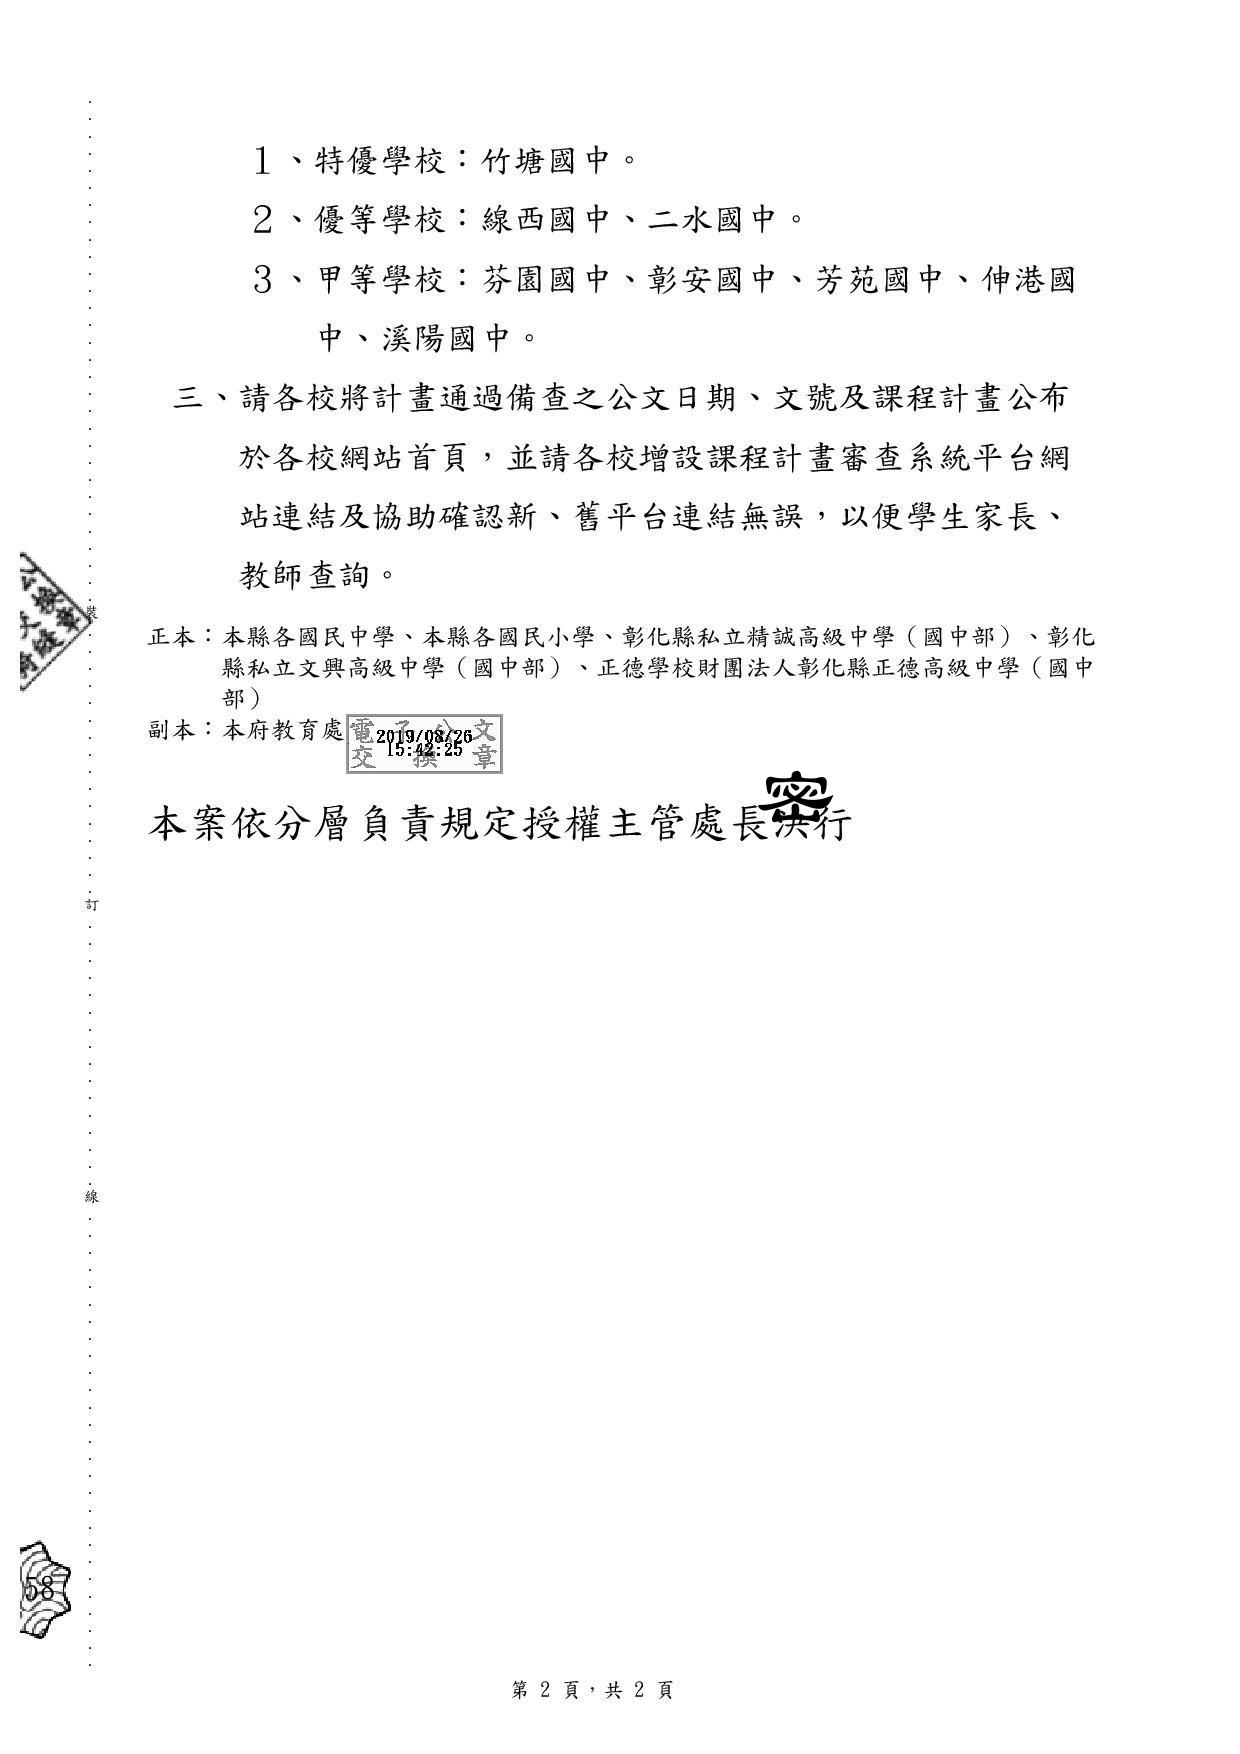 1、特優學校：竹塘國中。
2、優等學校：線西國中、二水國中。
3、甲等學校：芬園國中、彰安國中、芳苑國中、伸港國
中、溪陽國中。
三、請各校將計畫通過備查之公文日期、文號及課程計畫公布
於各校網站首頁，並請各校增設課程計畫審查系統平台網
站連結及協助確認新、舊平台連結無誤，以便學生家長、
教師查詢。
裝
正本：本縣各國民中學、本縣各國民小學、彰化縣私立精誠高級中學（國中部）、彰化
縣私立文興高級中學（國中部）、正德學校財團法人彰化縣正德高級中學（國中
部）
副本：本府教育處
電子公文
交換章
2019/08/26
15:42:25
密
本案依分層負責規定授權主管處長決行
訂
線
58
第 2 頁，共 2 頁